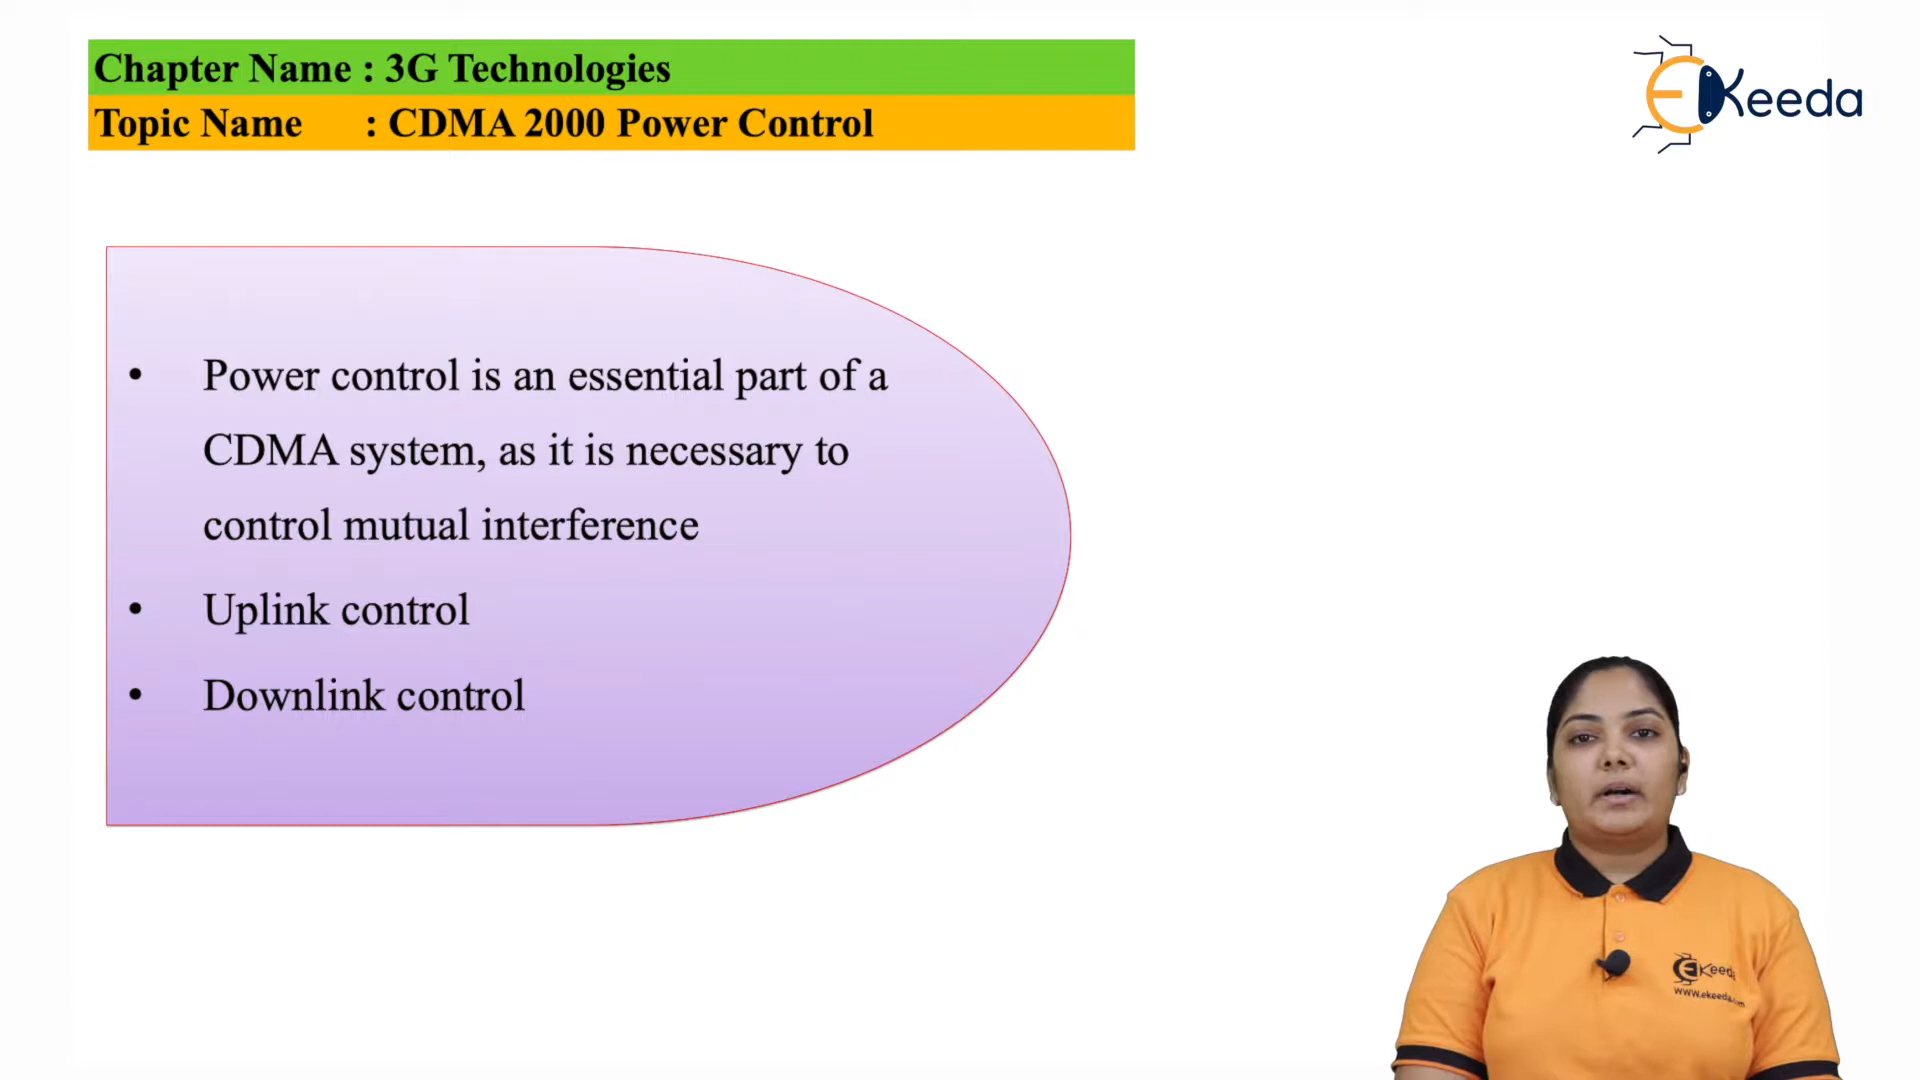 Chapter Name : 3G Technologies
Topic Name : CDMA 2000 Power Control
EKeeda
• Power control is an essential part of a
CDMA system, as it is necessary to
control mutual interference
• Uplink control
• Downlink control